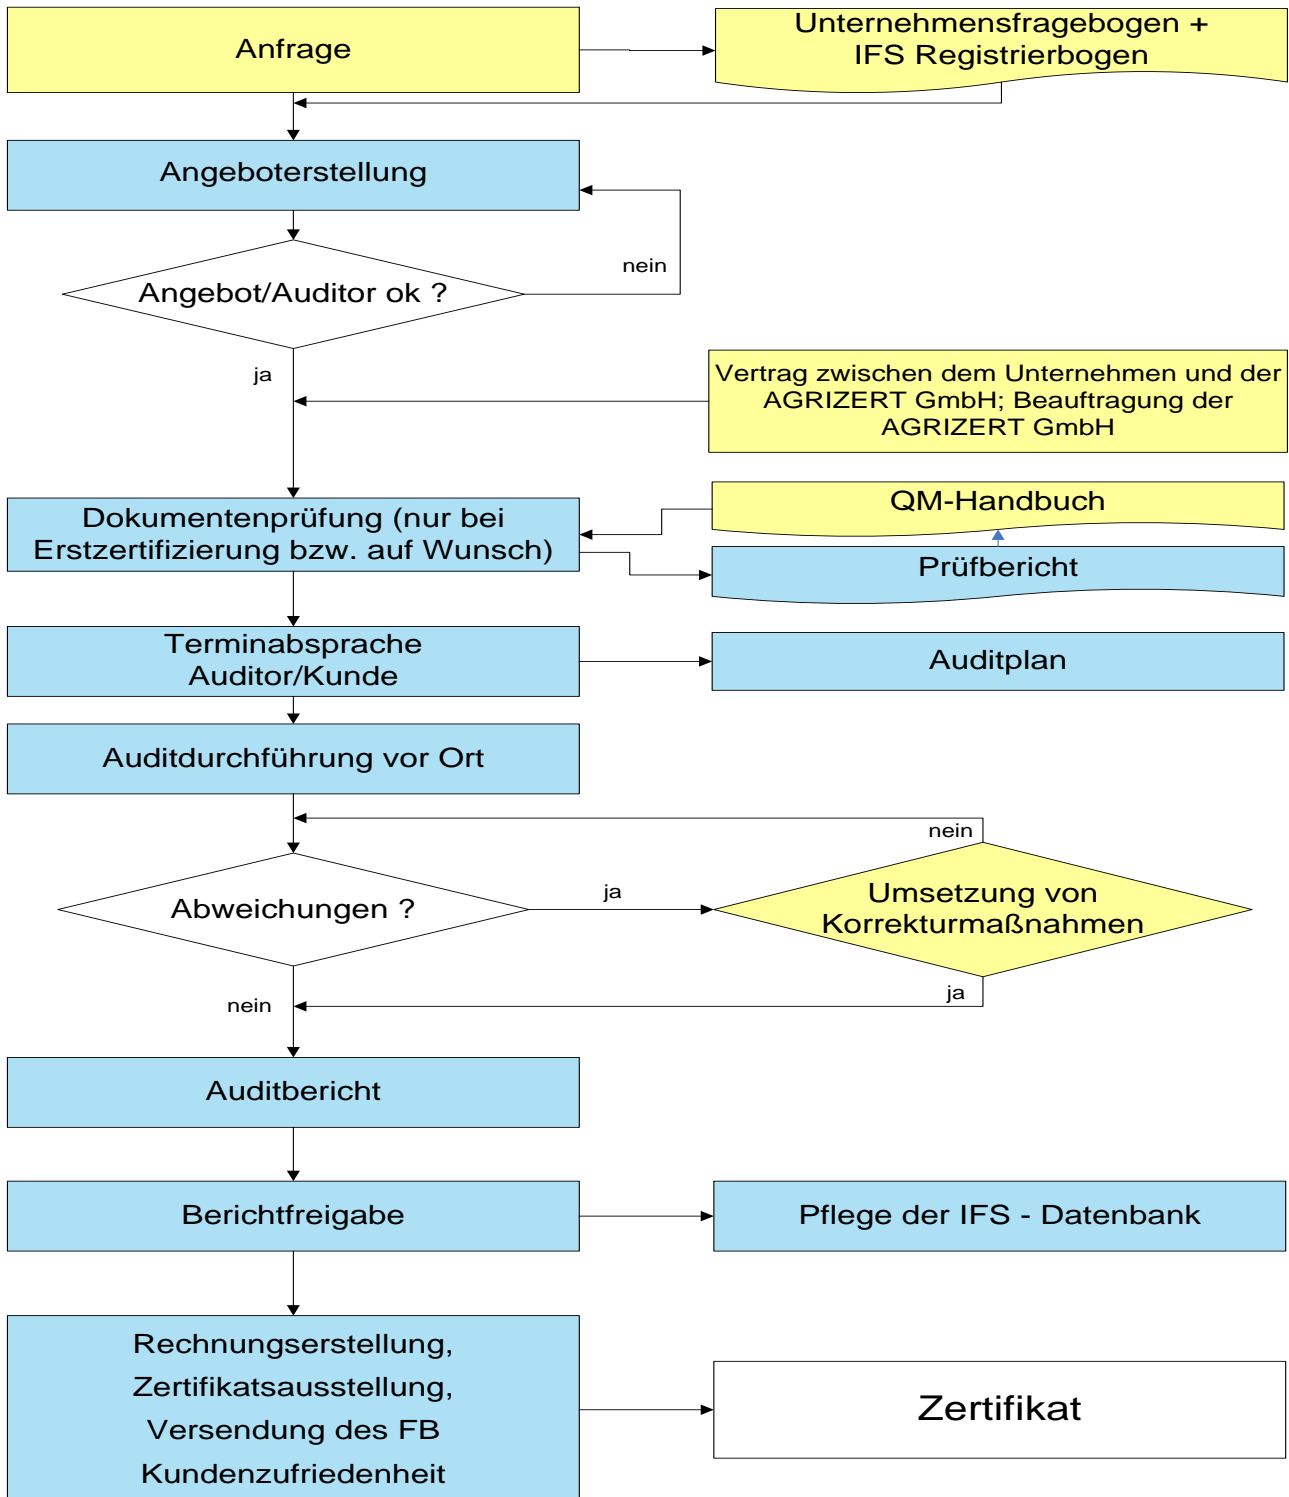 Anfrage
Unternehmensfragebogen +
IFS Registrierbogen
Angeboterstellung
nein
Angebot/Auditor ok ?
ja
Vertrag zwischen dem Unternehmen und der
AGRIZERT GmbH; Beauftragung der
AGRIZERT GmbH
Dokumentenprüfung (nur bei
Erstzertifizierung bzw. auf Wunsch)
QM-Handbuch
Prüfbericht
Terminabsprache
Auditor/Kunde
Auditplan
Auditdurchführung vor Ort
nein
Abweichungen ?
ja
Umsetzung von
Korrekturmaßnahmen
nein
ja
Auditbericht
Berichtfreigabe
Pflege der IFS - Datenbank
Rechnungserstellung,
Zertifikatsausstellung,
Versendung des FB
Kundenzufriedenheit
Zertifikat